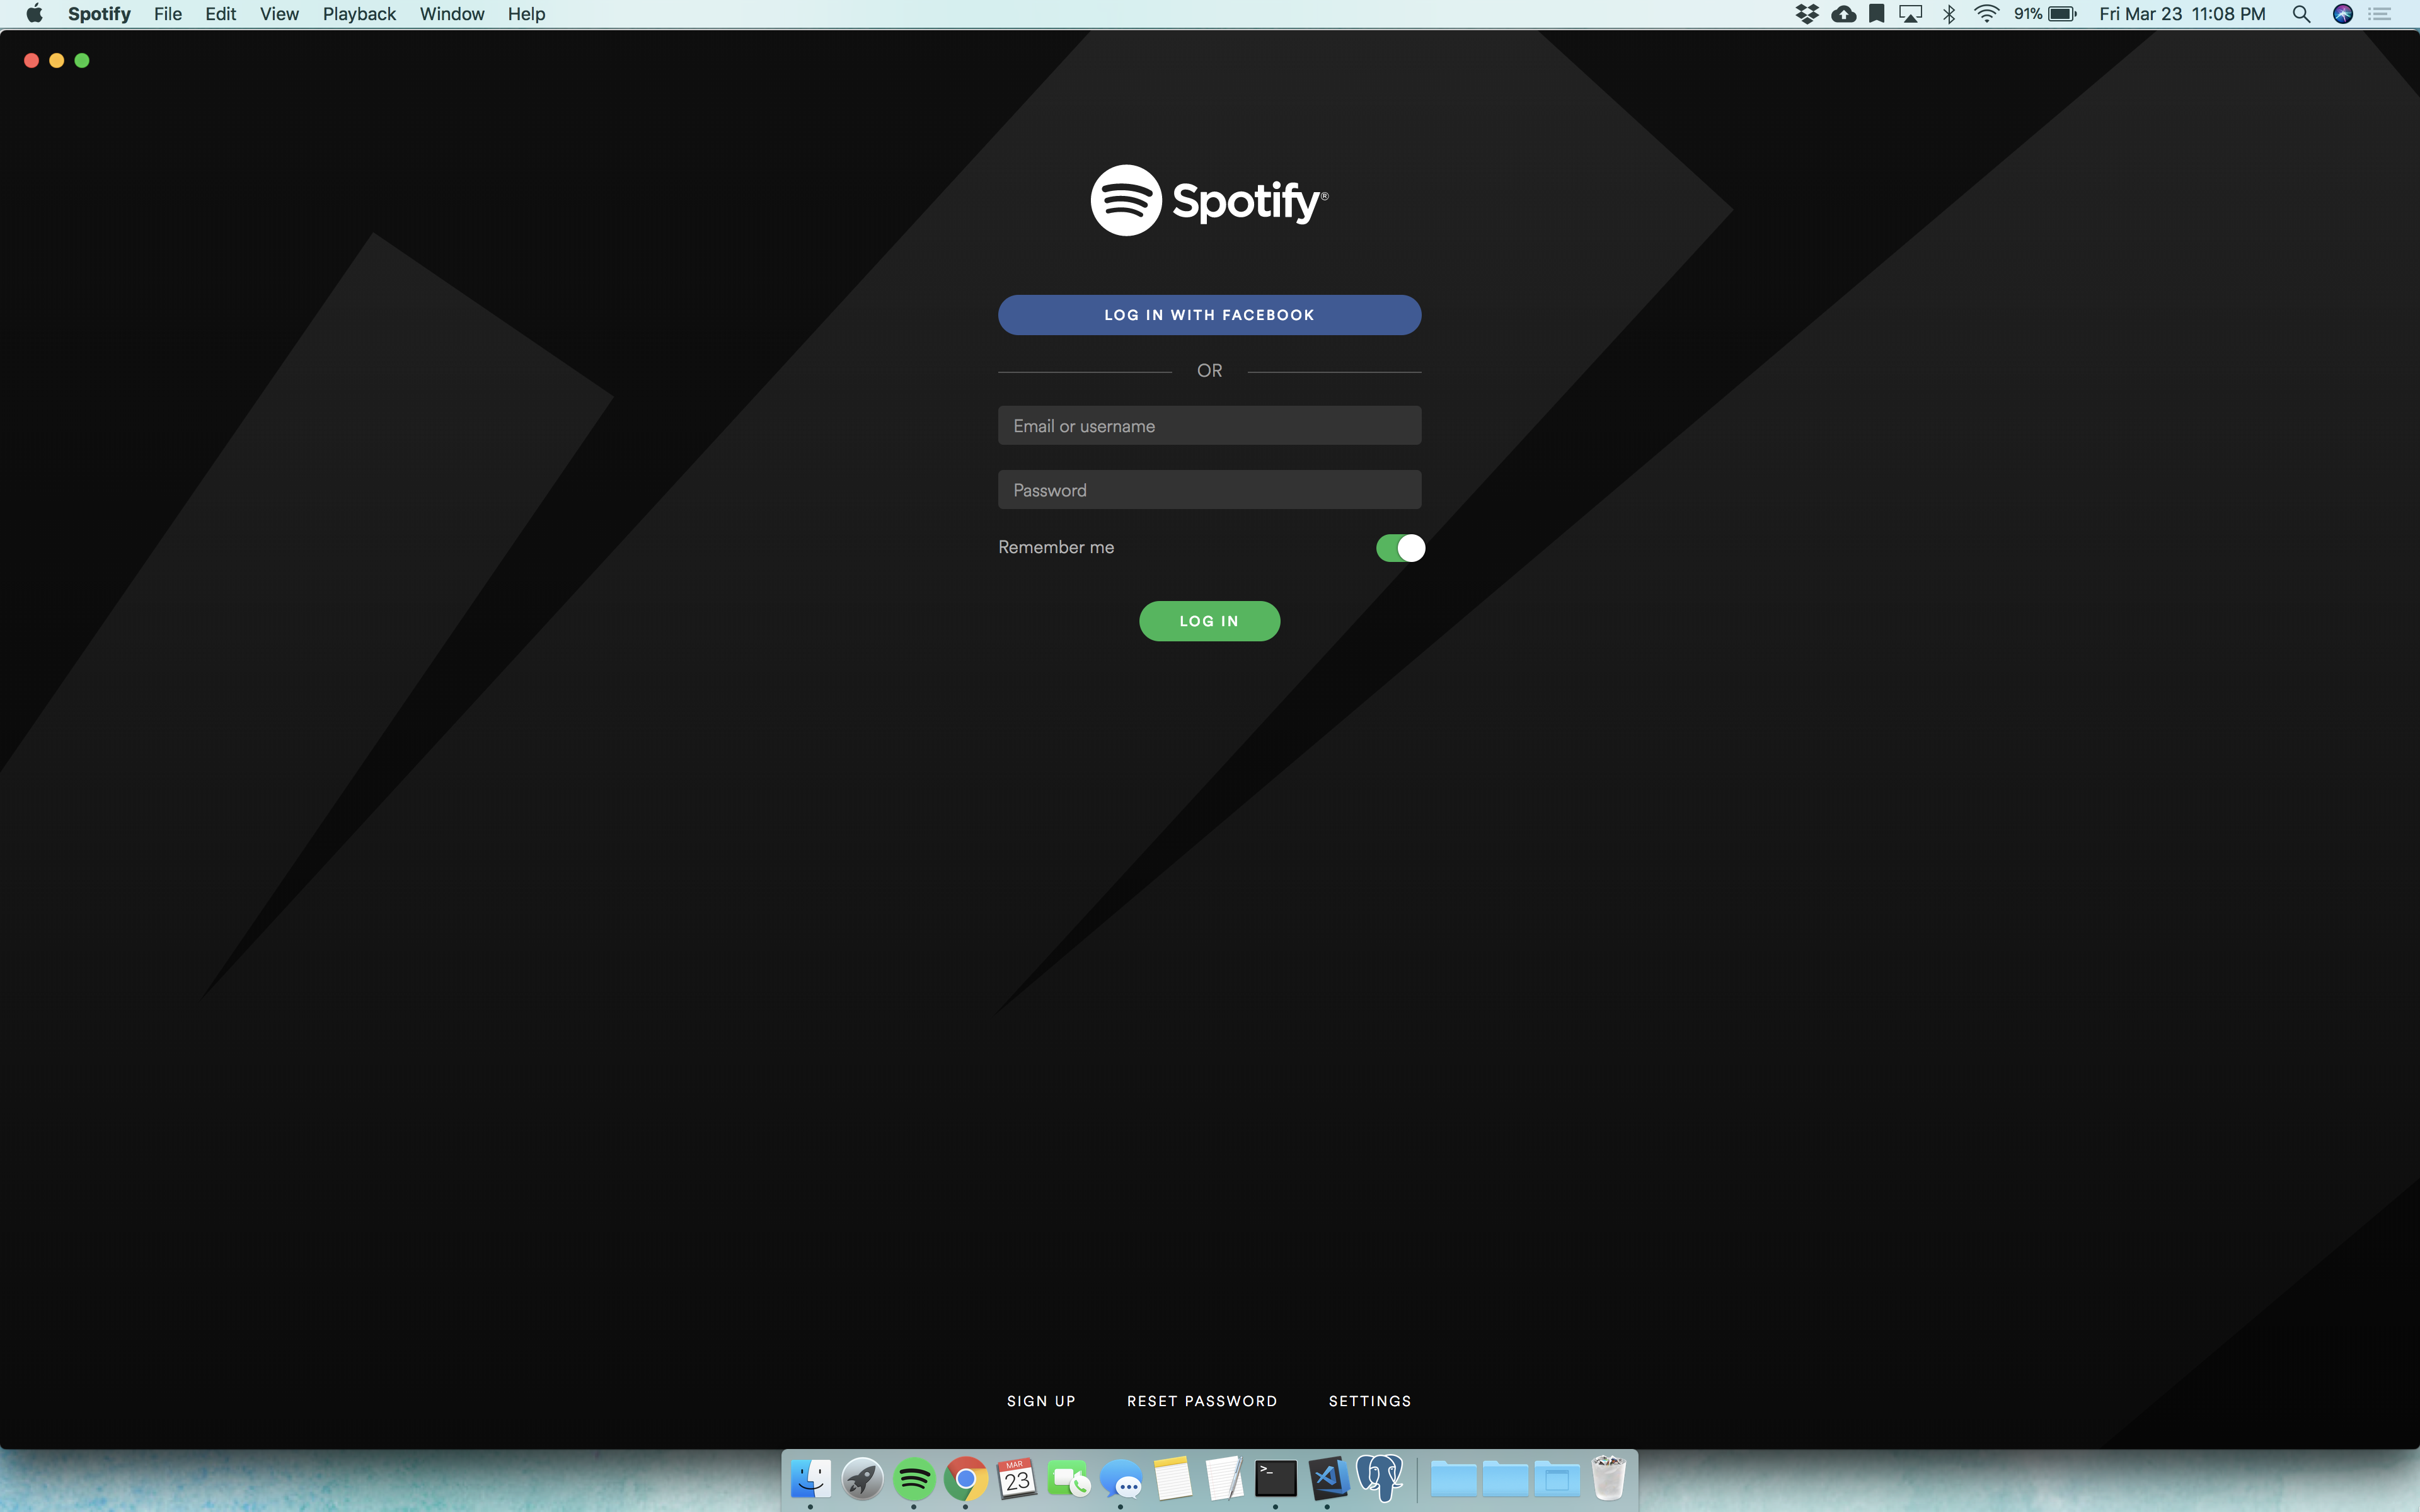 Spotify File Edit View Playback Window Help 91% Fri Mar 23 11:08 PM
Spotify®
LOG IN WITH FACEBOOK
OR
Email or username
Password
Remember me
LOG IN
SIGN UP RESET PASSWORD SETTINGS
MAR
23
>_